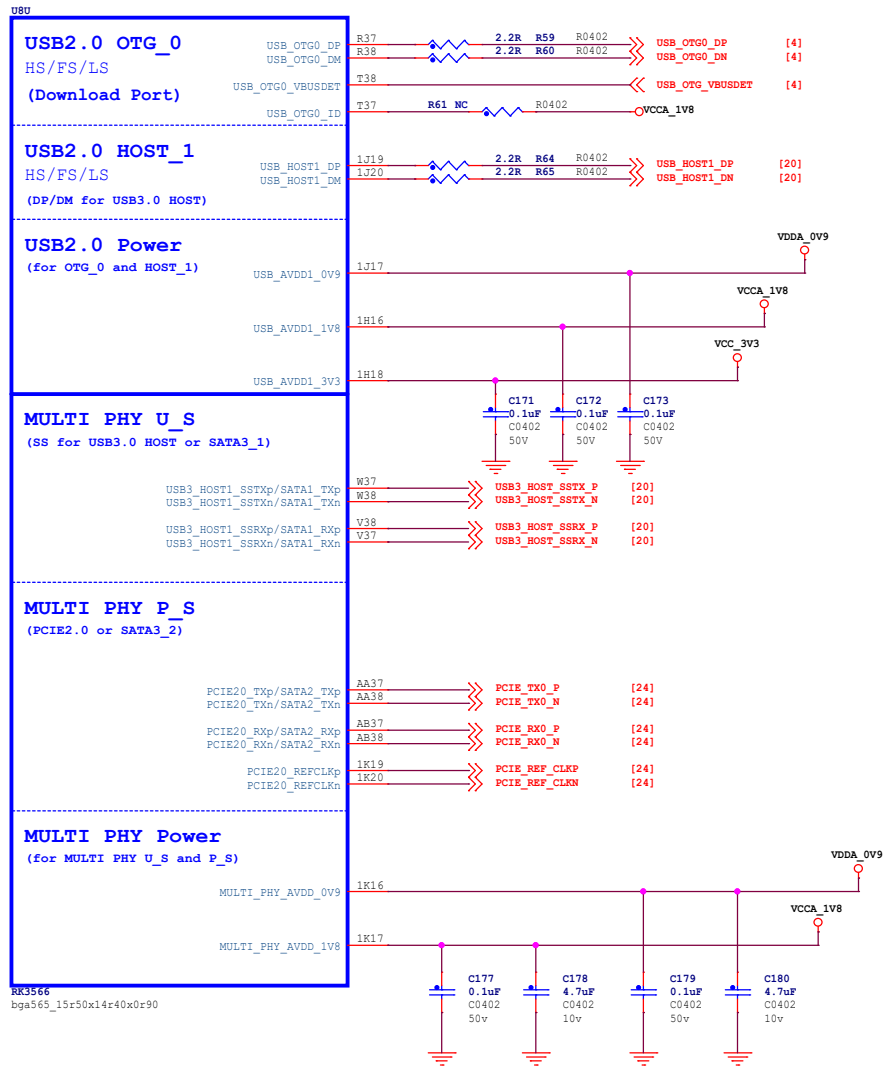 U8U
USB2.0 OTG_0
HS/FS/LS
(Download Port)
USB_OTG0_DP R37 2.2R R59 R0402 USB_OTG0_DP [4]
USB_OTG0_DM R38 2.2R R60 R0402 USB_OTG0_DN [4]
USB_OTG0_VBUSDET T38 USB_OTG_VBUSDET [4]
USB_OTG0_ID T37 R61 NC R0402 VCCA_1V8
USB2.0 HOST_1
HS/FS/LS
(DP/DM for USB3.0 HOST)
USB_HOST1_DP 1J19 2.2R R64 R0402 USB_HOST1_DP [20]
USB_HOST1_DM 1J20 2.2R R65 R0402 USB_HOST1_DN [20]
USB2.0 Power
(for OTG_0 and HOST_1)
VDDA_0V9
USB_AVDD1_0V9 1J17
VCCA_1V8
USB_AVDD1_1V8 1H16
VCC_3V3
USB_AVDD1_3V3 1H18
C171 C172 C173
0.1uF 0.1uF 0.1uF
C0402 C0402 C0402
50V 50V 50V
MULTI PHY U_S
(SS for USB3.0 HOST or SATA3_1)
USB3_HOST1_SSTXp/SATA1_TXp W37 USB3_HOST_SSTX_P [20]
USB3_HOST1_SSTXn/SATA1_TXn W38 USB3_HOST_SSTX_N [20]
USB3_HOST1_SSRXp/SATA1_RXp V38 USB3_HOST_SSRX_P [20]
USB3_HOST1_SSRXn/SATA1_RXn V37 USB3_HOST_SSRX_N [20]
MULTI PHY P_S
(PCIE2.0 or SATA3_2)
PCIE20_TXp/SATA2_TXp AA37 PCIE_TX0_P [24]
PCIE20_TXn/SATA2_TXn AA38 PCIE_TX0_N [24]
PCIE20_RXp/SATA2_RXp AB37 PCIE_RX0_P [24]
PCIE20_RXn/SATA2_RXn AB38 PCIE_RX0_N [24]
PCIE20_REFCLKp 1K19 PCIE_REF_CLKP [24]
PCIE20_REFCLKn 1K20 PCIE_REF_CLKN [24]
MULTI PHY Power
(for MULTI PHY U_S and P_S)
VDDA_0V9
MULTI_PHY_AVDD_0V9 1K16
VCCA_1V8
MULTI_PHY_AVDD_1V8 1K17
C177 C178 C179 C180
0.1uF 4.7uF 0.1uF 4.7uF
C0402 C0402 C0402 C0402
50v 10v 50v 10v
RK3566
bga565_15r50x14r40x0r90